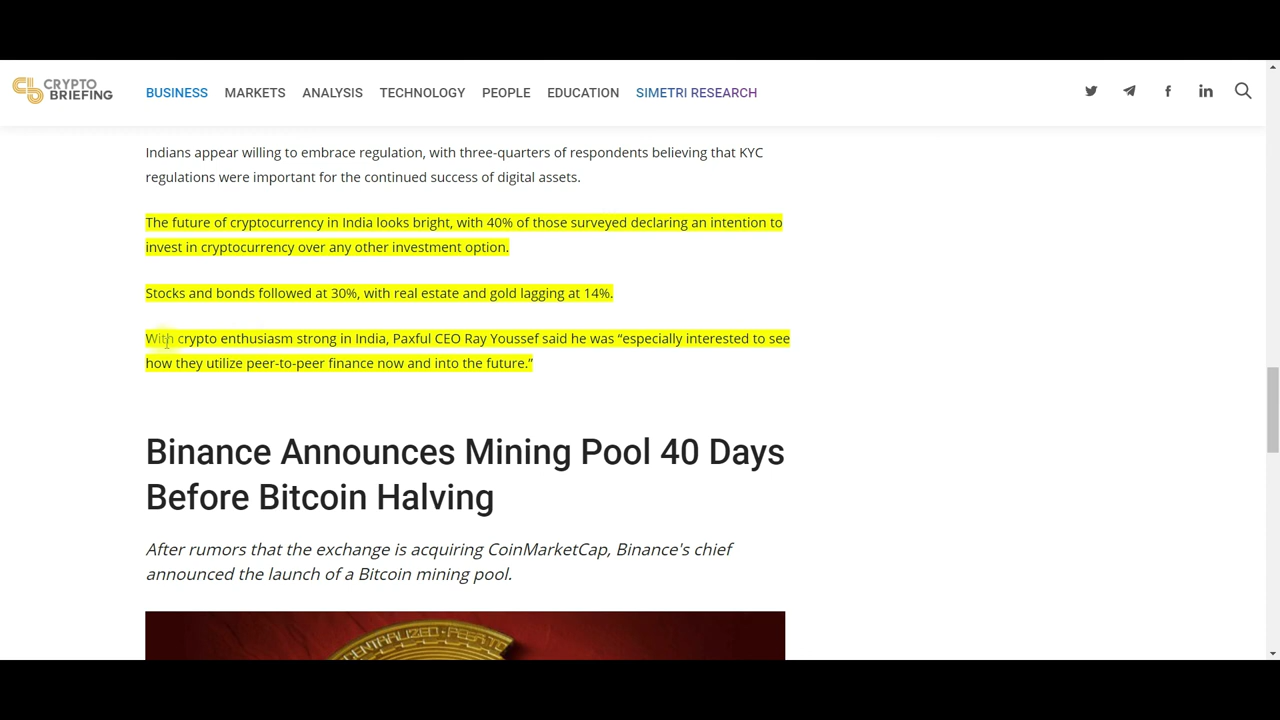 CRYPTO
BRIEFING
BUSINESS MARKETS ANALYSIS TECHNOLOGY PEOPLE EDUCATION SIMETRI RESEARCH
Indians appear willing to embrace regulation, with three-quarters of respondents believing that KYC
regulations were important for the continued success of digital assets.
The future of cryptocurrency in India looks bright, with 40% of those surveyed declaring an intention to
invest in cryptocurrency over any other investment option.
Stocks and bonds followed at 30%, with real estate and gold lagging at 14%.
With crypto enthusiasm strong in India, Paxful CEO Ray Youssef said he was “especially interested to see
how they utilize peer-to-peer finance now and into the future.”
Binance Announces Mining Pool 40 Days
Before Bitcoin Halving
After rumors that the exchange is acquiring CoinMarketCap, Binance's chief
announced the launch of a Bitcoin mining pool.